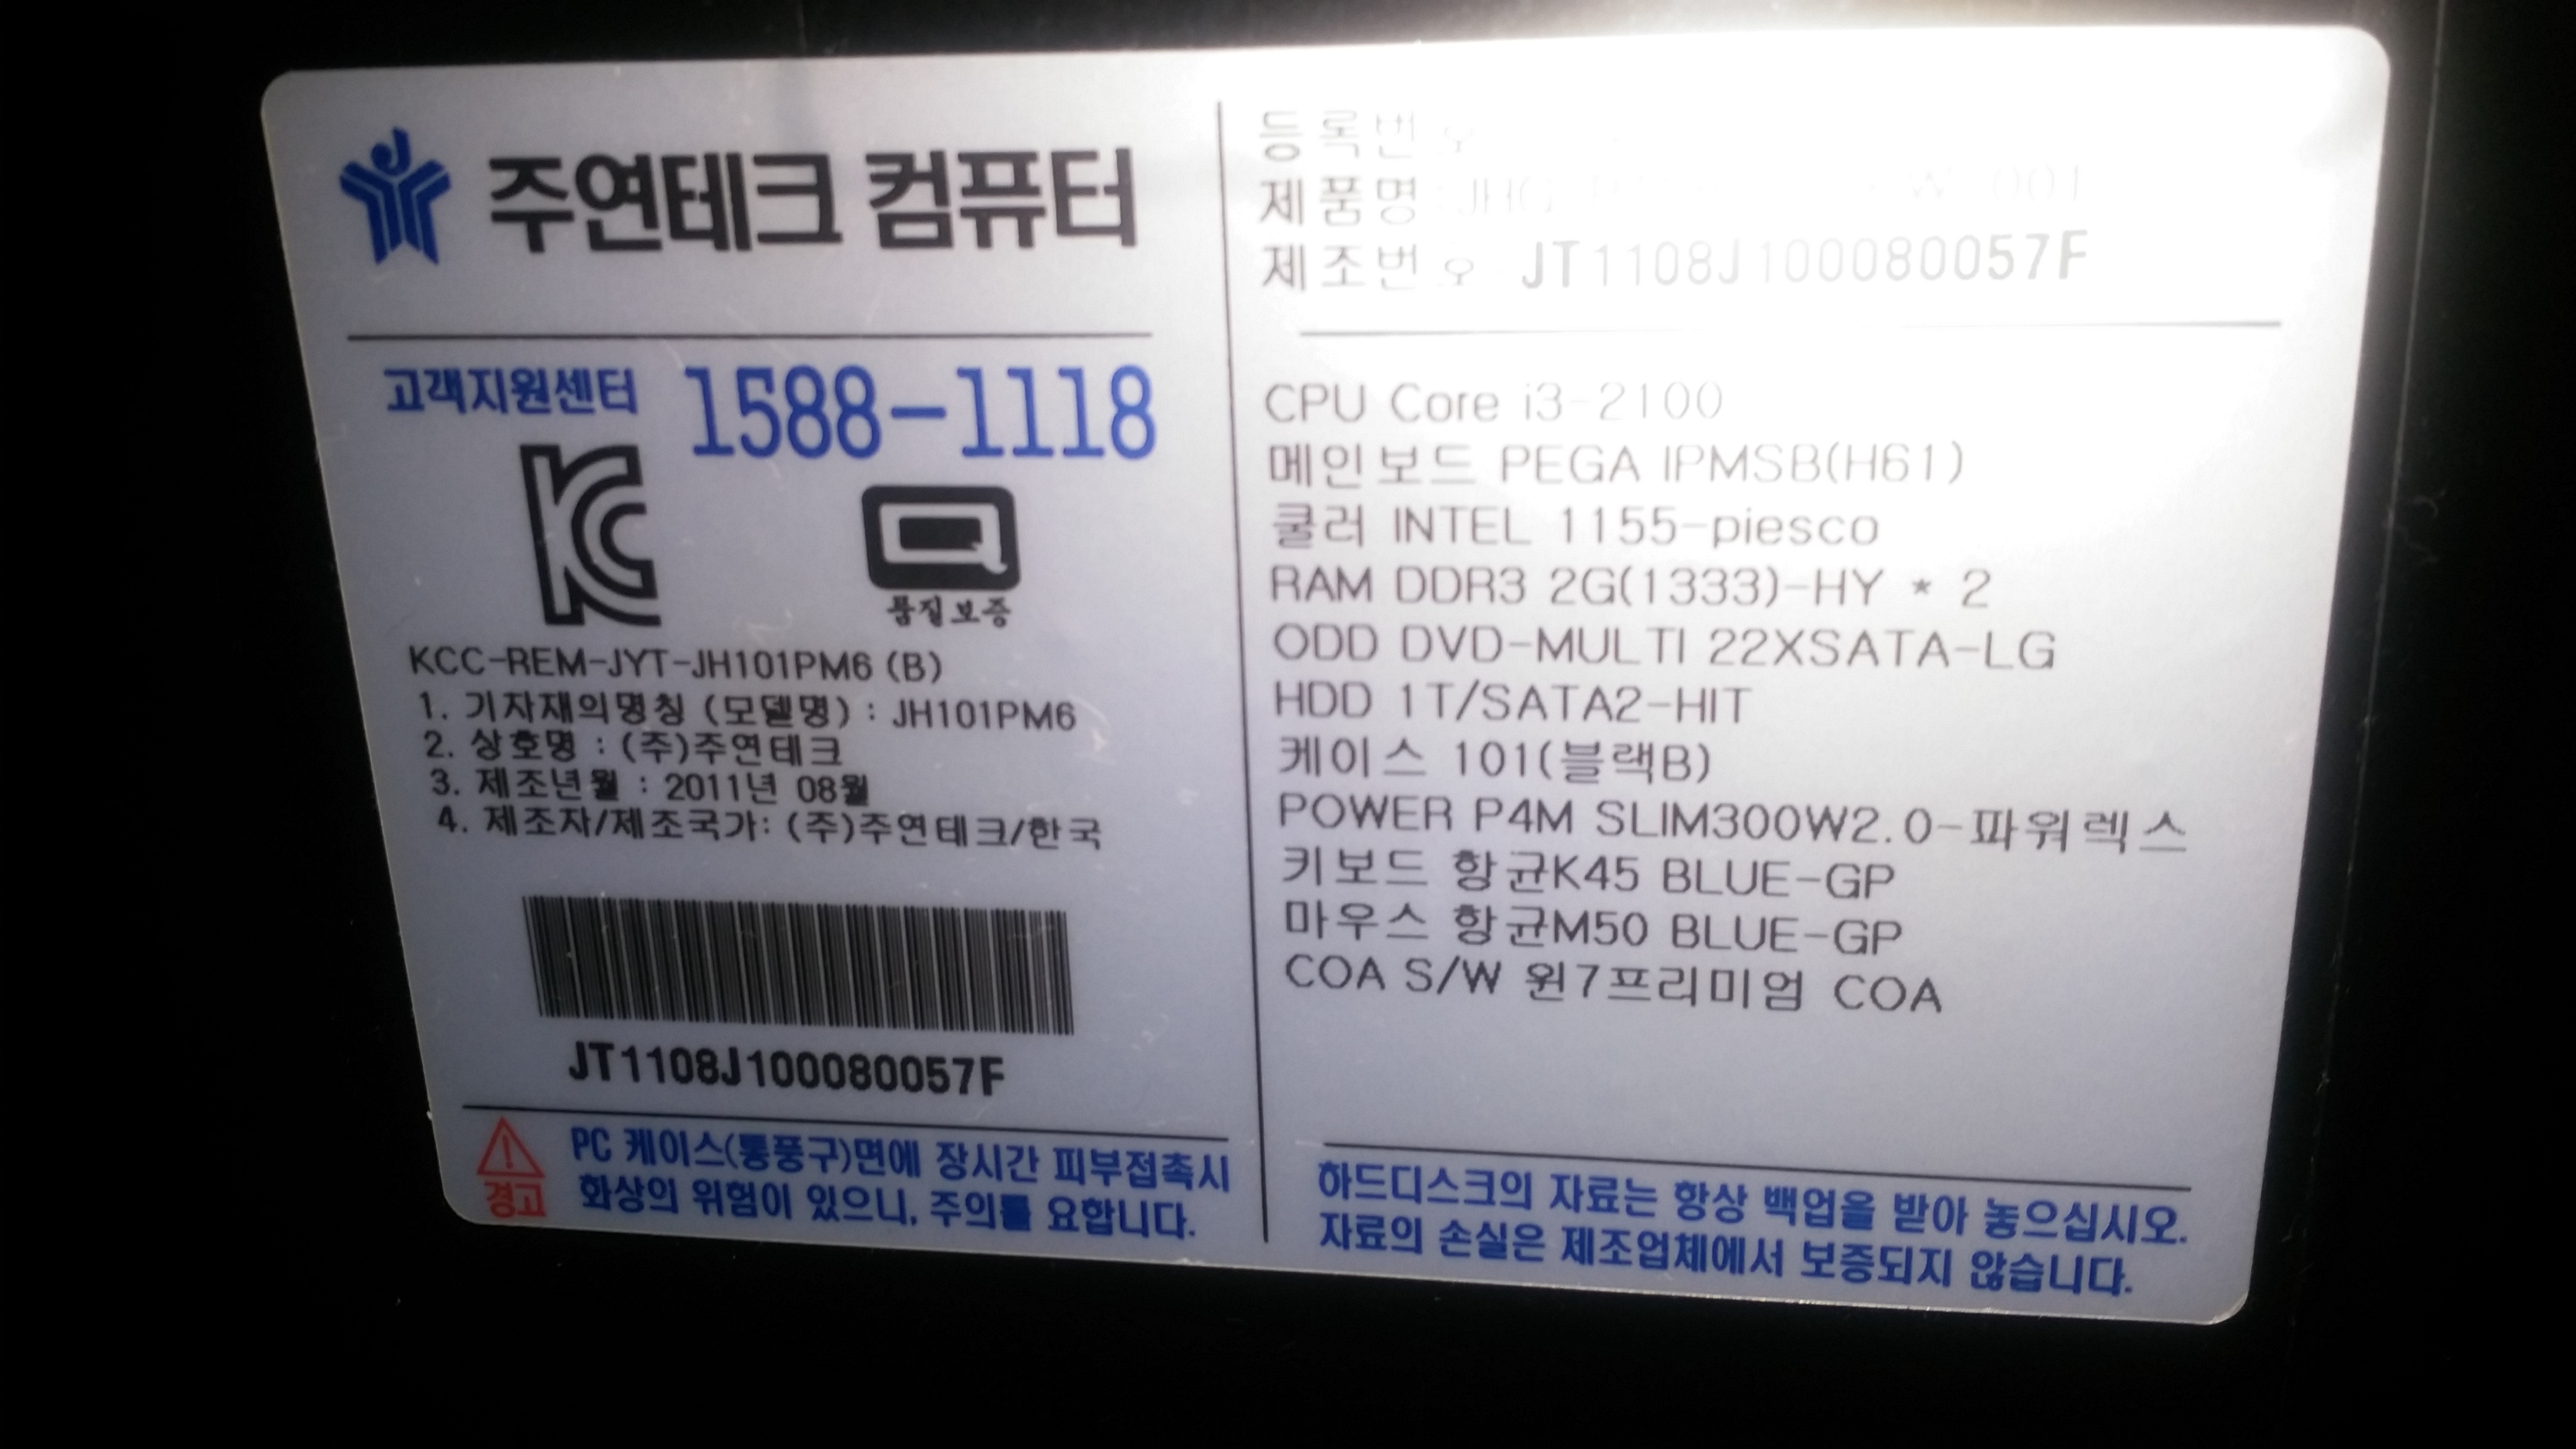 주연테크 컴퓨터
고객지원센터 1588-1118
품질보증
KCC-REM-JYT-JH101PM6 (B)
1. 기자재의명칭 (모델명) : JH101PM6
2. 상호명 : (주)주연테크
3. 제조년월 : 2011년 08월
4. 제조자/제조국가: (주)주연테크/한국
JT1108J100080057F
경고
PC 케이스(통풍구)면에 장시간 피부접촉시
화상의 위험이 있으니, 주의를 요합니다.
등록번호
제품명
제조번호 JT1108J100080057F
CPU Core i3-2100
메인보드 PEGA IPMSB(H61)
쿨러 INTEL 1155-piesco
RAM DDR3 2G(1333)-HY * 2
ODD DVD-MULTI 22XSATA-LG
HDD 1T/SATA2-HIT
케이스 101(블랙B)
POWER P4M SLIM300W2.0-파워렉스
키보드 항균K45 BLUE-GP
마우스 항균M50 BLUE-GP
COA S/W 윈7프리미엄 COA
하드디스크의 자료는 항상 백업을 받아 놓으십시오.
자료의 손실은 제조업체에서 보증되지 않습니다.